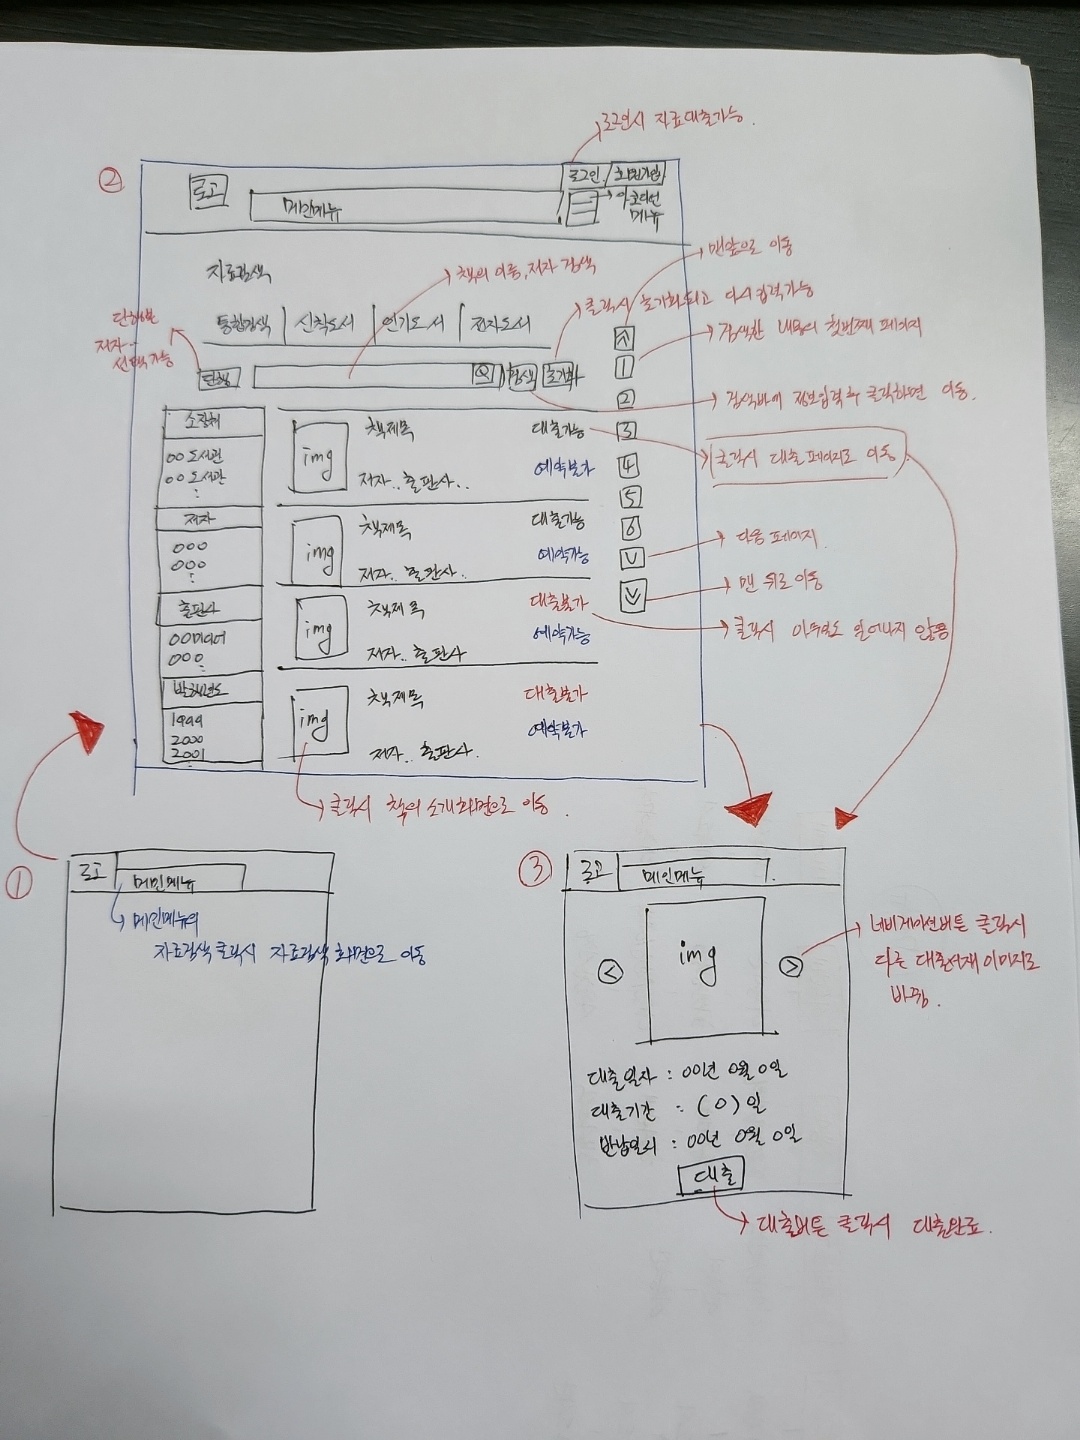 로그인시 자료대출가능.
②
로고
로그인 / 회원가입
메인메뉴
아코디언
메뉴
자료검색
책의 이름, 저자 검색
맨앞으로 이동
클릭시 초기화되고 다시 입력가능
단행본
저자..
선택가능
통합검색 | 신착도서 | 인기도서 | 전자도서
검색한 내용의 첫번째 페이지
단행
검색
초기화
1
2
3
4
5
6
검색바에 정보입력후 클릭하면 이동.
클릭시 대출페이지로 이동
다음 페이지.
맨 뒤로 이동
클릭시 아무일도 일어나지 않음
소장처
00도서관
00도서관
:
저자
000
000
:
출판사
00미디어
000
:
발행년도
1999
2000
2001
:
img
책제목
대출가능
예약불가
저자.. 출판사..
img
책제목
대출가능
예약가능
저자.. 출판사..
img
책제목
대출불가
예약가능
저자.. 출판사
img
책제목
대출불가
예약불가
저자.. 출판사.
클릭시 책의 소개화면으로 이동.
①
로고
메인메뉴
메인메뉴의
자료검색 클릭시 자료검색 화면으로 이동
③
로고
메인메뉴
<
img
>
네비게이션버튼 클릭시
다른 대출서재 이미지로
바뀜.
대출일자 : 00년 0월 0일
대출기간 : (0)일
반납일시 : 00년 0월 0일
대출
대출버튼 클릭시 대출완료.